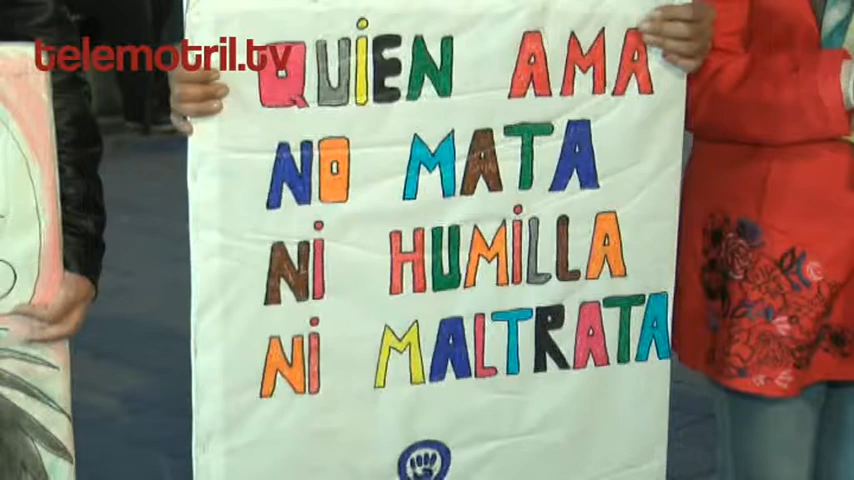 telemotril.tv
QUiEN AMA
NO MATA
Ni HUMiLLA
Ni MALTRATA